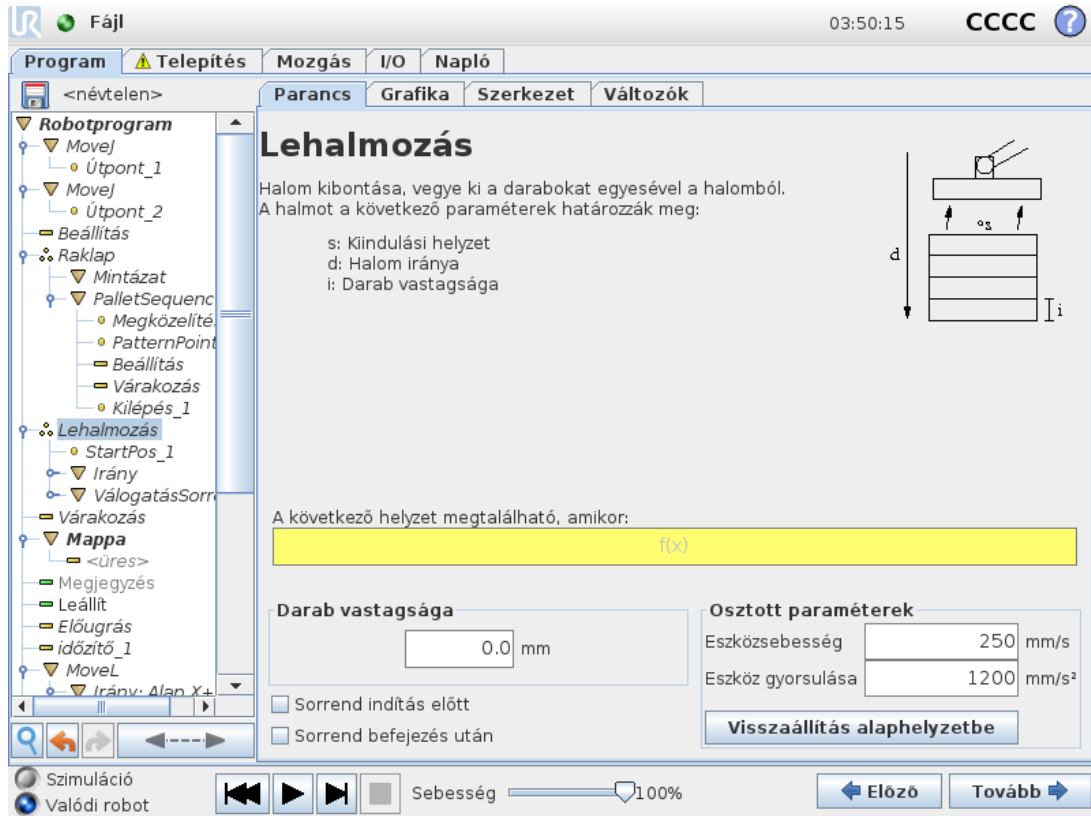 UR Fájl 03:50:15 CCCC ?
Program Telepítés Mozgás I/O Napló
<névtelen>
Parancs Grafika Szerkezet Változók
Robotprogram
MoveJ
Útpont_1
MoveJ
Útpont_2
Beállítás
Raklap
Mintázat
PalletSequenc
Megközelíté
PatternPoint
Beállítás
Várakozás
Kilépés_1
Lehalmozás
StartPos_1
Irány
VálogatásSorr
Várakozás
Mappa
<üres>
Megjegyzés
Leállít
Előugrás
időzítő_1
MoveL
Irány: Alap X+
Lehalmozás
Halom kibontása, vegye ki a darabokat egyesével a halomból.
A halmot a következő paraméterek határozzák meg:
s: Kiindulási helyzet
d: Halom iránya
i: Darab vastagsága
s
d
i
A következő helyzet megtalálható, amikor:
f(x)
Darab vastagsága
0.0 mm
Sorrend indítás előtt
Sorrend befejezés után
Osztott paraméterek
Eszközsebesség 250 mm/s
Eszköz gyorsulása 1200 mm/s²
Visszaállítás alaphelyzetbe
Szimuláció
Valódi robot
Sebesség 100%
Előző Tovább